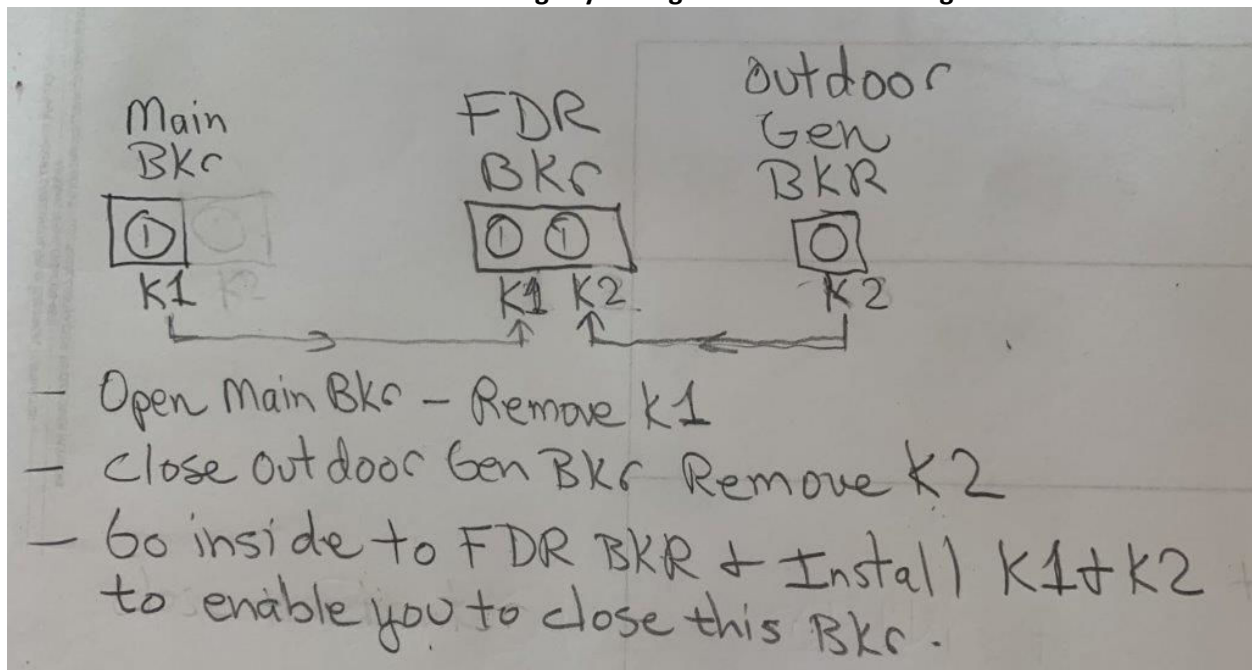 Main
BKr
K1 K2
FDR
BKr
K1 K2
Outdoor
Gen
BKR
K2
- Open Main BKr - Remove K1
- Close Outdoor Gen BKr Remove K2
- Go inside to FDR BKR & Install K1 & K2
to enable you to close this BKr.